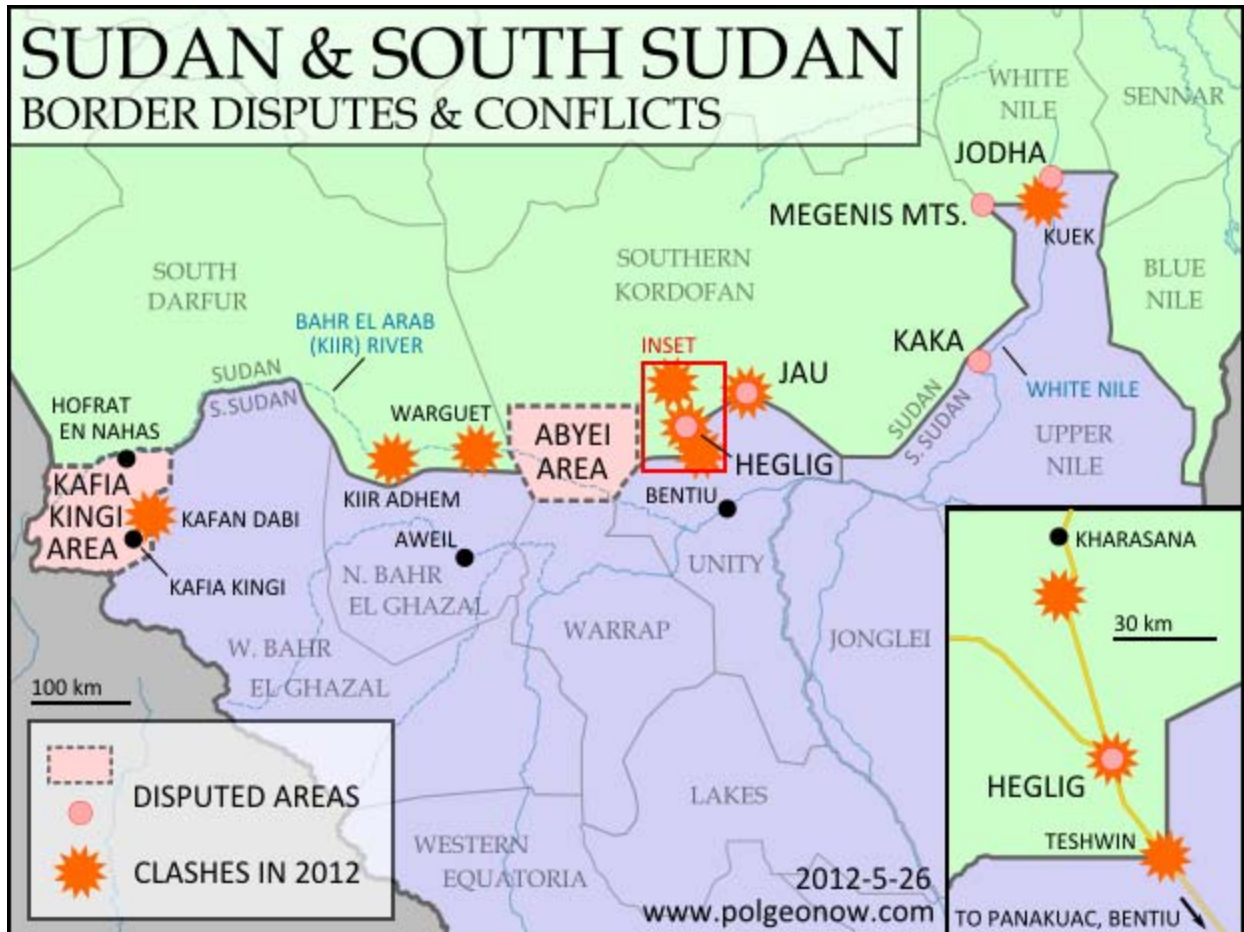 SUDAN & SOUTH SUDAN
BORDER DISPUTES & CONFLICTS
WHITE
NILE
SENNAR
JODHA
MEGENIS MTS.
KUEK
SOUTH
DARFUR
SOUTHERN
KORDOFAN
BLUE
NILE
BAHR EL ARAB
(KIIR) RIVER
INSET
KAKA
JAU
SUDAN
S. SUDAN
SUDAN
S. SUDAN
WHITE NILE
HOFRAT
EN NAHAS
WARGUET
ABYEI
AREA
UPPER
NILE
HEGLIG
KAFIA
KINGI
AREA
KIIR ADHEM
BENTIU
KAFAN DABI
AWEIL
KAFIA KINGI
N. BAHR
EL GHAZAL
UNITY
WARRAP
JONGLEI
W. BAHR
EL GHAZAL
100 km
LAKES
WESTERN
EQUATORIA
DISPUTED AREAS
CLASHES IN 2012
2012-5-26
www.polgeonow.com
KHARASANA
30 km
HEGLIG
TESHWIN
TO PANAKUAC, BENTIU